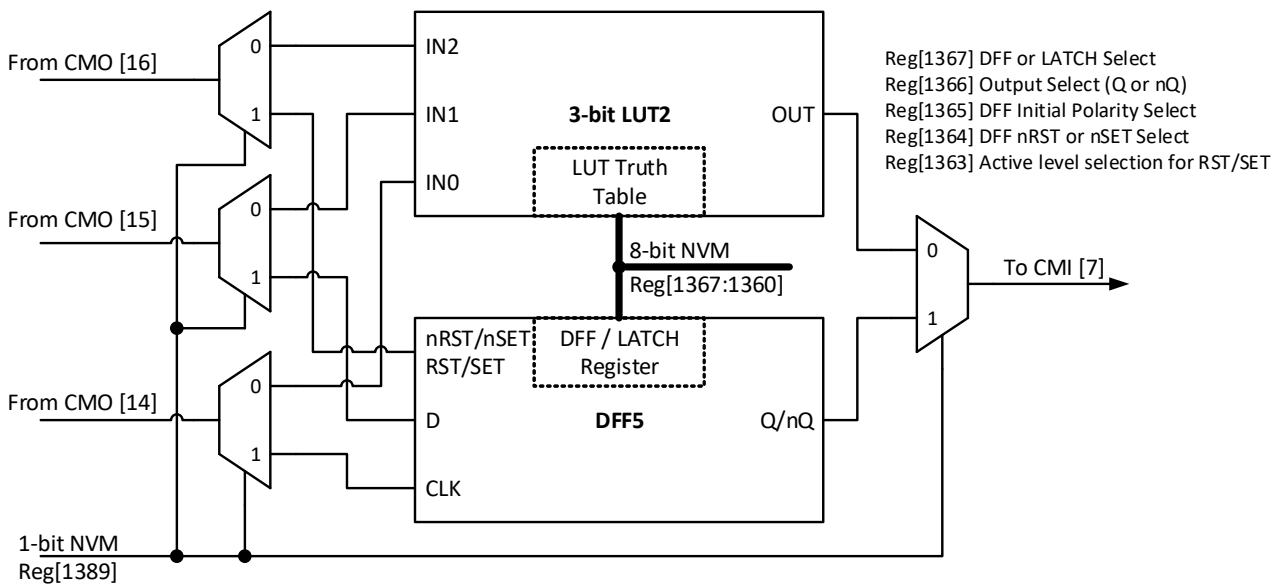 From CMO [16]
0
1
IN2
IN1
IN0
3-bit LUT2
OUT
LUT Truth
Table
Reg[1367] DFF or LATCH Select
Reg[1366] Output Select (Q or nQ)
Reg[1365] DFF Initial Polarity Select
Reg[1364] DFF nRST or nSET Select
Reg[1363] Active level selection for RST/SET
From CMO [15]
0
1
8-bit NVM
Reg[1367:1360]
0
1
To CMI [7]
From CMO [14]
0
1
nRST/nSET
RST/SET
D
CLK
DFF / LATCH
Register
DFF5
Q/nQ
1-bit NVM
Reg[1389]